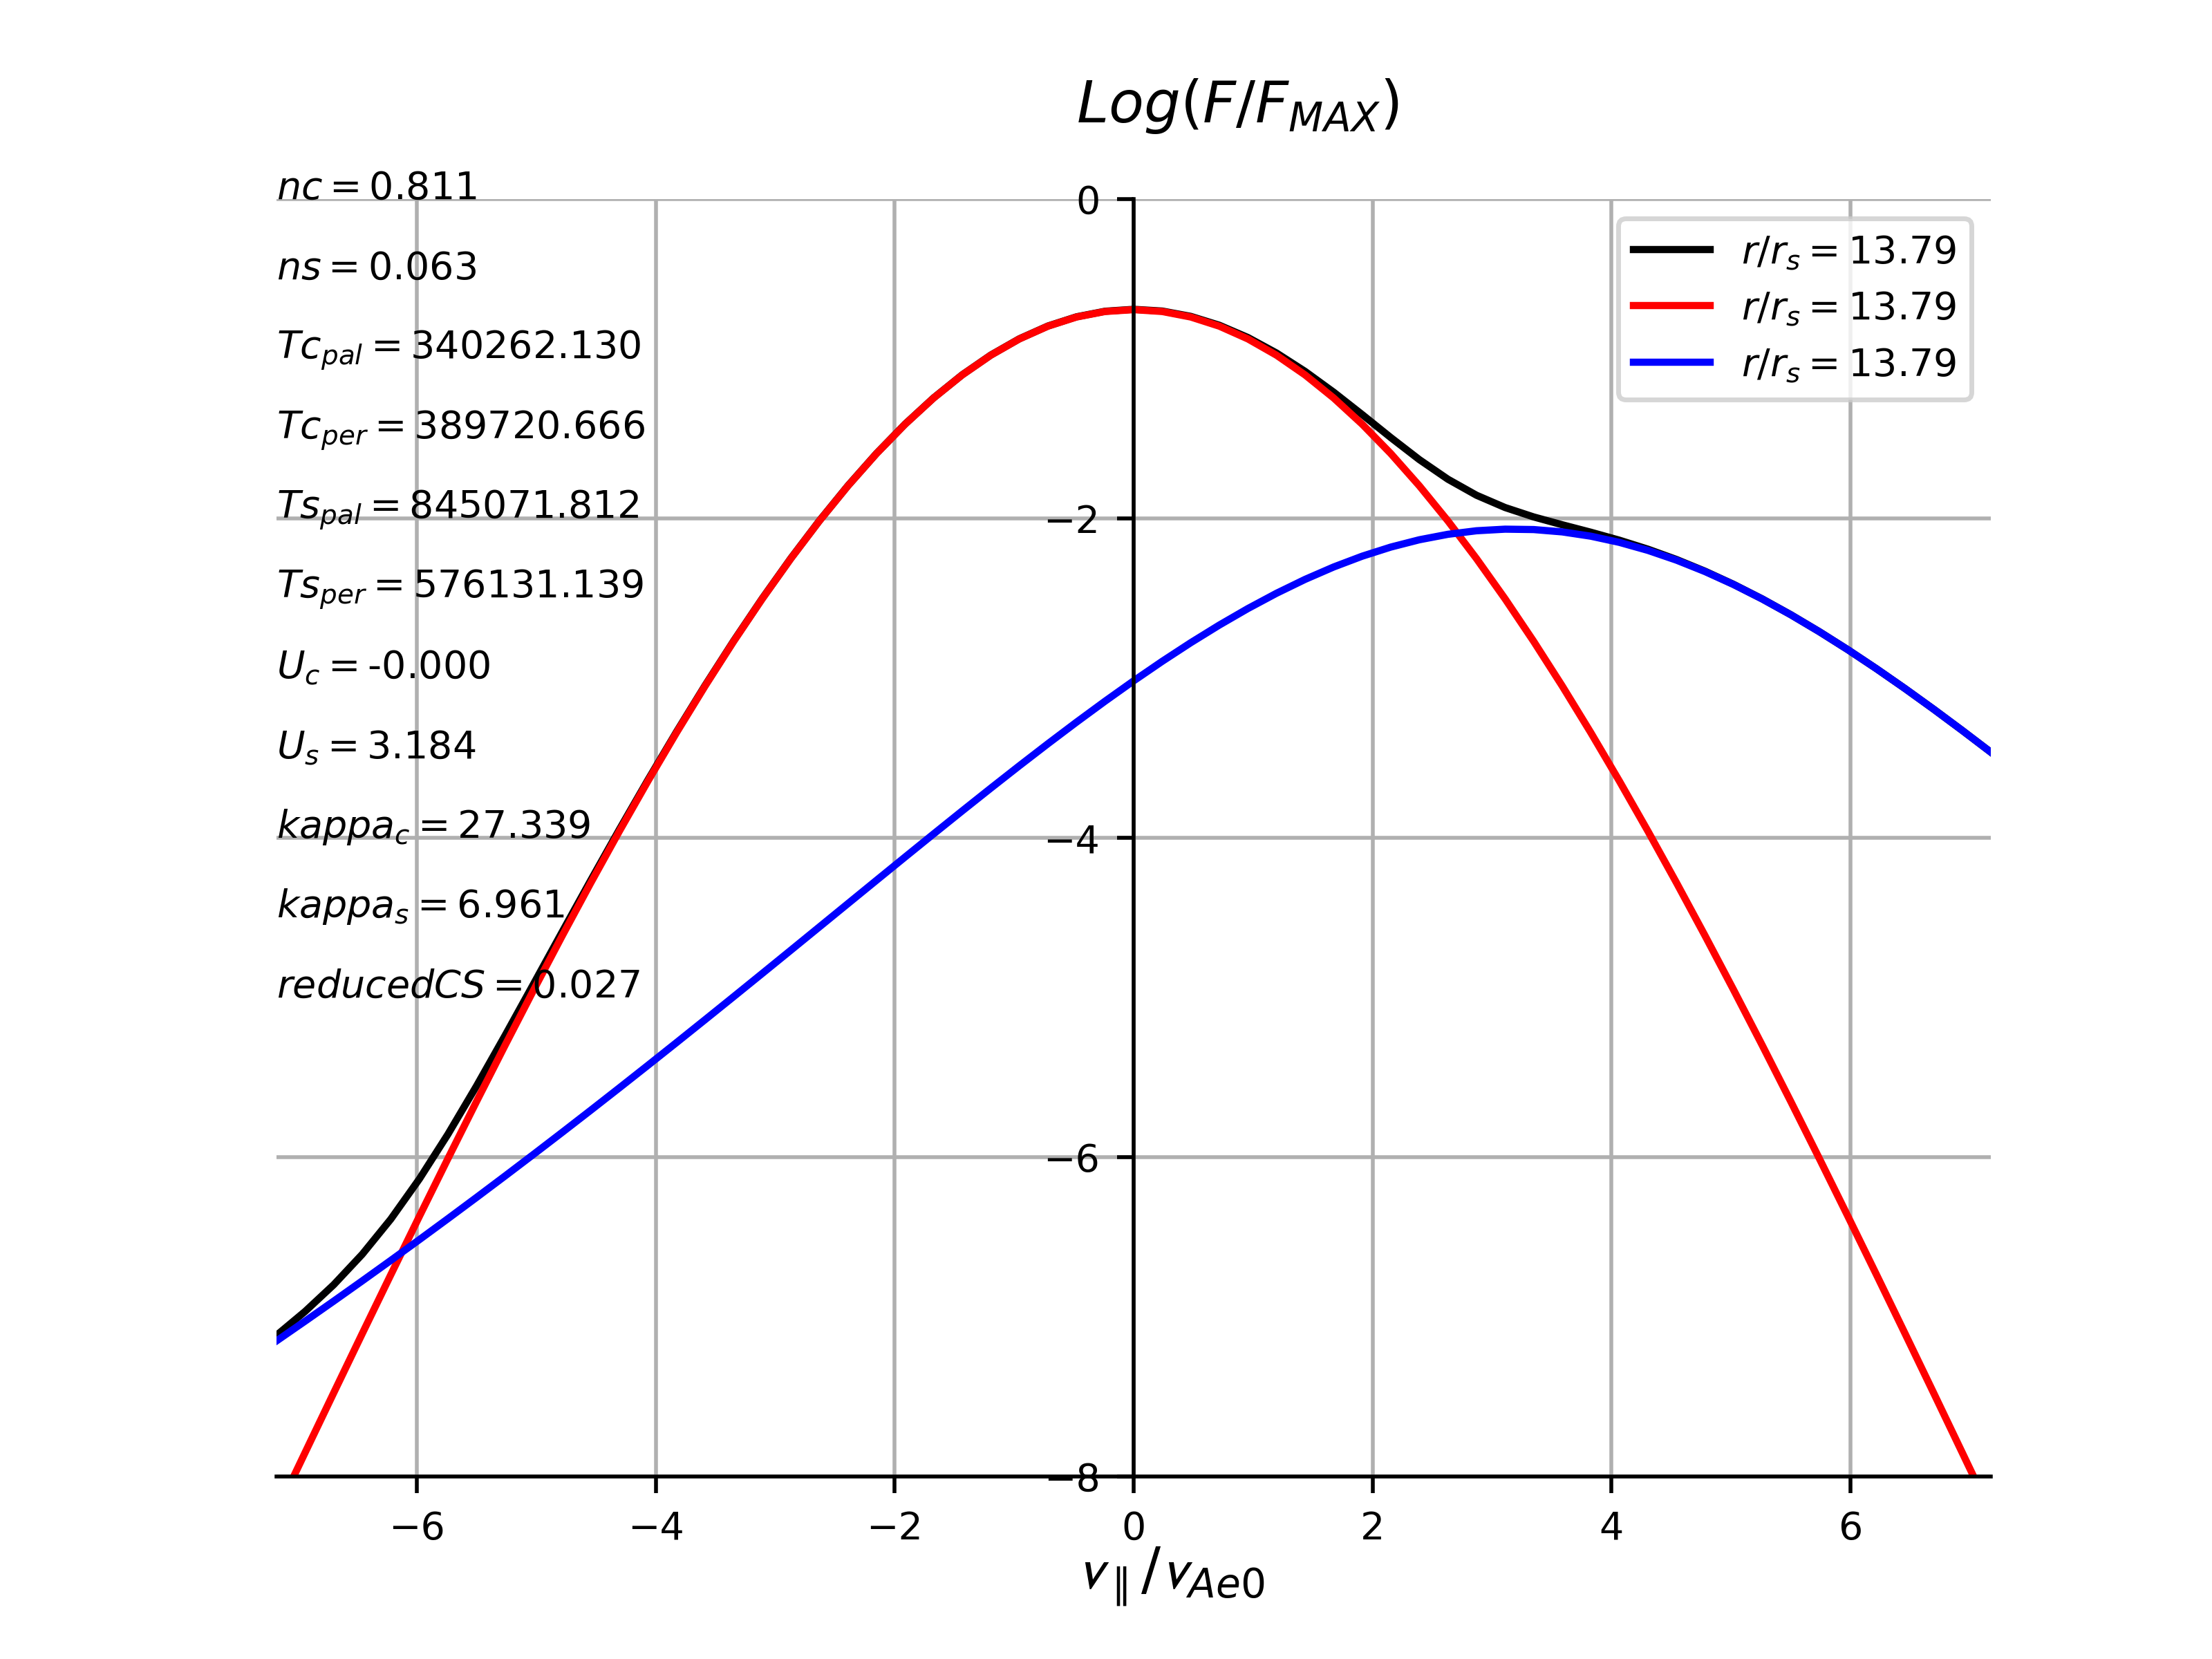 Log(F/F_MAX)
nc = 0.811
ns = 0.063
Tc_pal = 340262.130
Tc_per = 389720.666
Ts_pal = 845071.812
Ts_per = 576131.139
U_c = -0.000
U_s = 3.184
kappa_c = 27.339
kappa_s = 6.961
reducedCS = 0.027
0
−2
−4
−6
−8
r/r_s = 13.79
r/r_s = 13.79
r/r_s = 13.79
−6 −4 −2 0 2 4 6
v_∥/v_Ae0